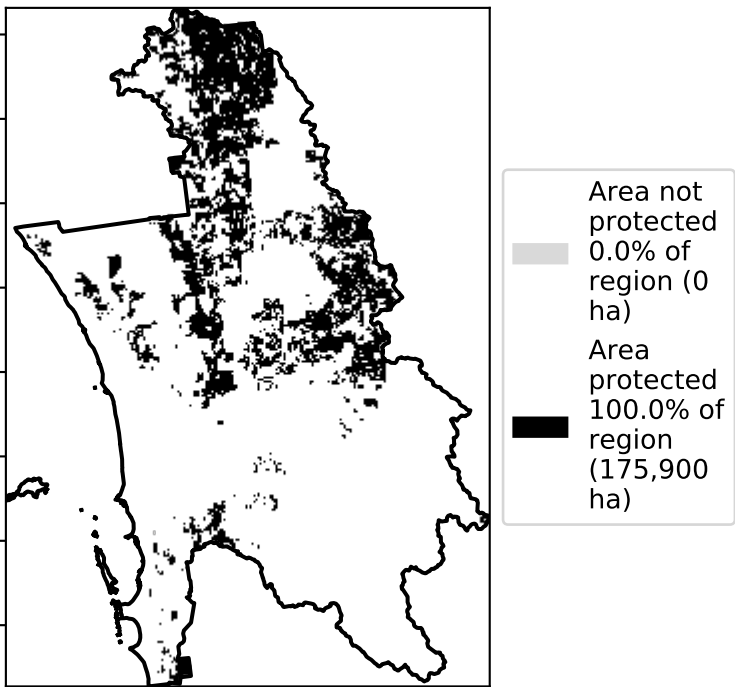 Area not
protected
0.0% of
region (0
ha)
Area
protected
100.0% of
region
(175,900
ha)